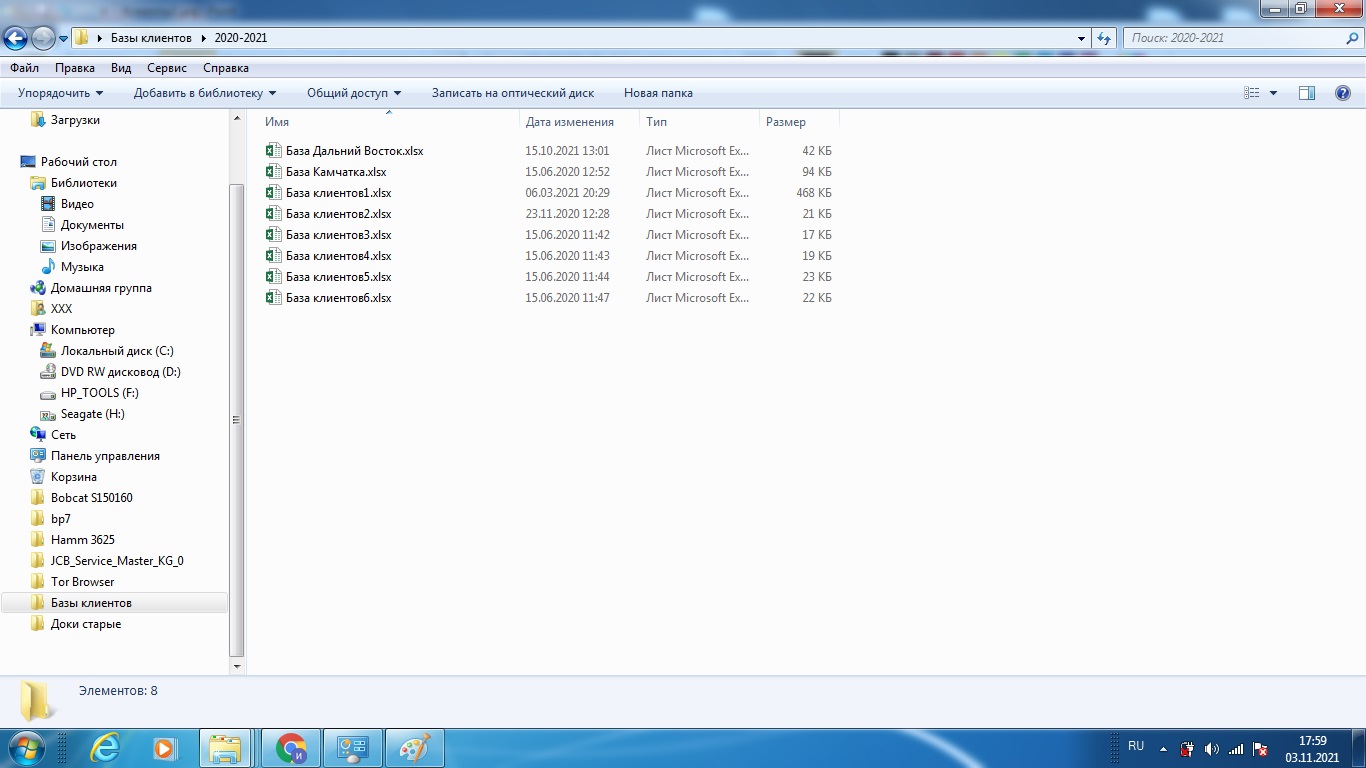 Базы клиентов 2020-2021 Поиск: 2020-2021
Файл Правка Вид Сервис Справка
Упорядочить Добавить в библиотеку Общий доступ Записать на оптический диск Новая папка
Загрузки
Рабочий стол
Библиотеки
Видео
Документы
Изображения
Музыка
Домашняя группа
XXX
Компьютер
Локальный диск (C:)
DVD RW дисковод (D:)
HP_TOOLS (F:)
Seagate (H:)
Сеть
Панель управления
Корзина
Bobcat S150160
bp7
Hamm 3625
JCB_Service_Master_KG_0
Tor Browser
Базы клиентов
Доки старые
Имя Дата изменения Тип Размер
База Дальний Восток.xlsx 15.10.2021 13:01 Лист Microsoft Ex... 42 КБ
База Камчатка.xlsx 15.06.2020 12:52 Лист Microsoft Ex... 94 КБ
База клиентов1.xlsx 06.03.2021 20:29 Лист Microsoft Ex... 468 КБ
База клиентов2.xlsx 23.11.2020 12:28 Лист Microsoft Ex... 21 КБ
База клиентов3.xlsx 15.06.2020 11:42 Лист Microsoft Ex... 17 КБ
База клиентов4.xlsx 15.06.2020 11:43 Лист Microsoft Ex... 19 КБ
База клиентов5.xlsx 15.06.2020 11:44 Лист Microsoft Ex... 23 КБ
База клиентов6.xlsx 15.06.2020 11:47 Лист Microsoft Ex... 22 КБ
Элементов: 8
RU 17:59
03.11.2021